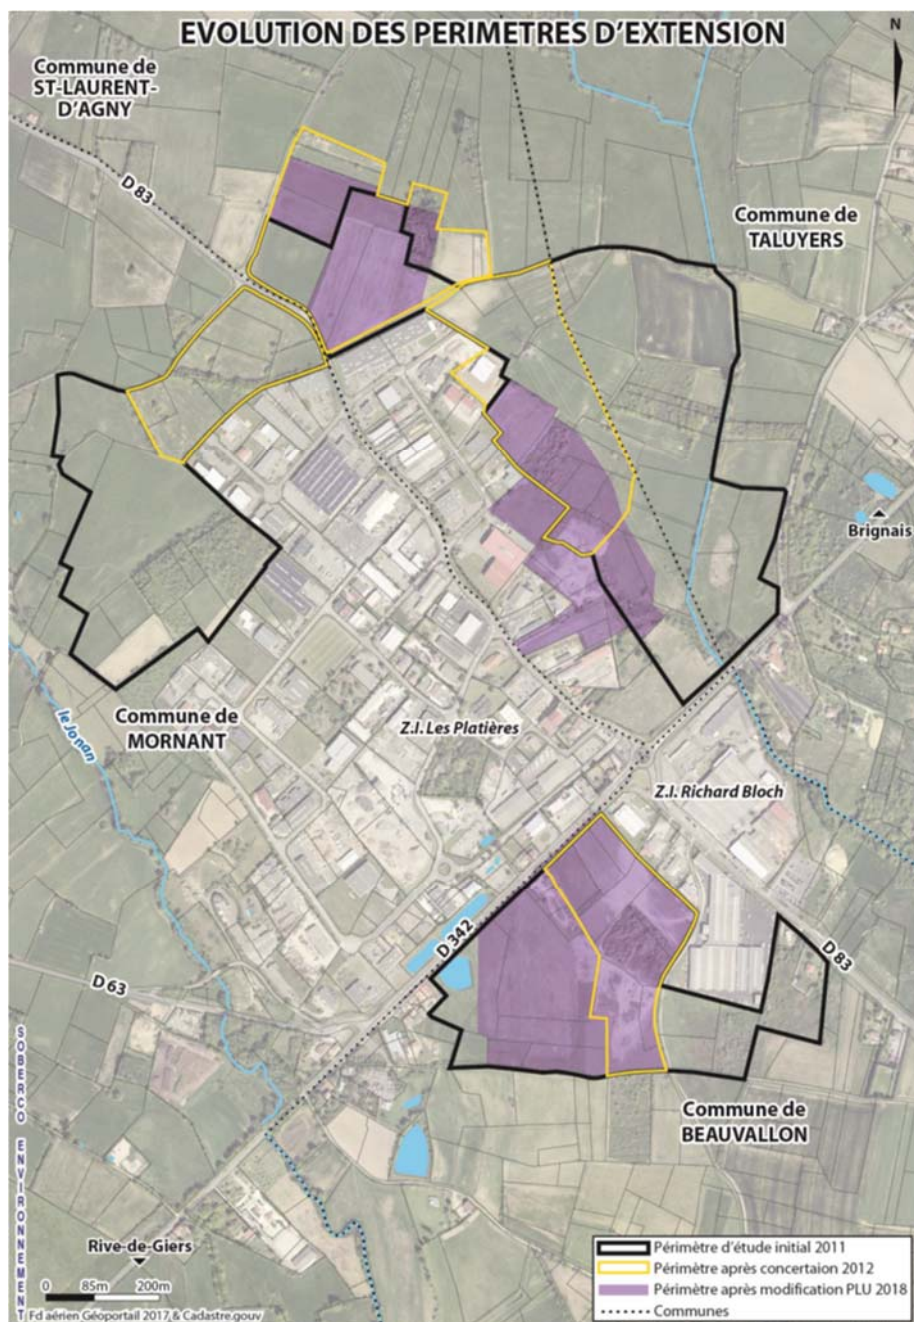 EVOLUTION DES PERIMETRES D'EXTENSION
N
Commune de
ST-LAURENT-
D'AGNY
D 83
Commune de
TALUYERS
Brignais
le Jonan
Commune de
MORNANT
Z.I. Les Platières
Z.I. Richard Bloch
D 342
D 83
D 63
Commune de
BEAUVALLON
SOBERCO ENVIRONNEMENT
Rive-de-Giers
0 85m 200m
Fd aérien Géoportail 2017 & Cadastre.gouv
Périmètre d'étude initial 2011
Périmètre après concertaion 2012
Périmètre après modification PLU 2018
Communes